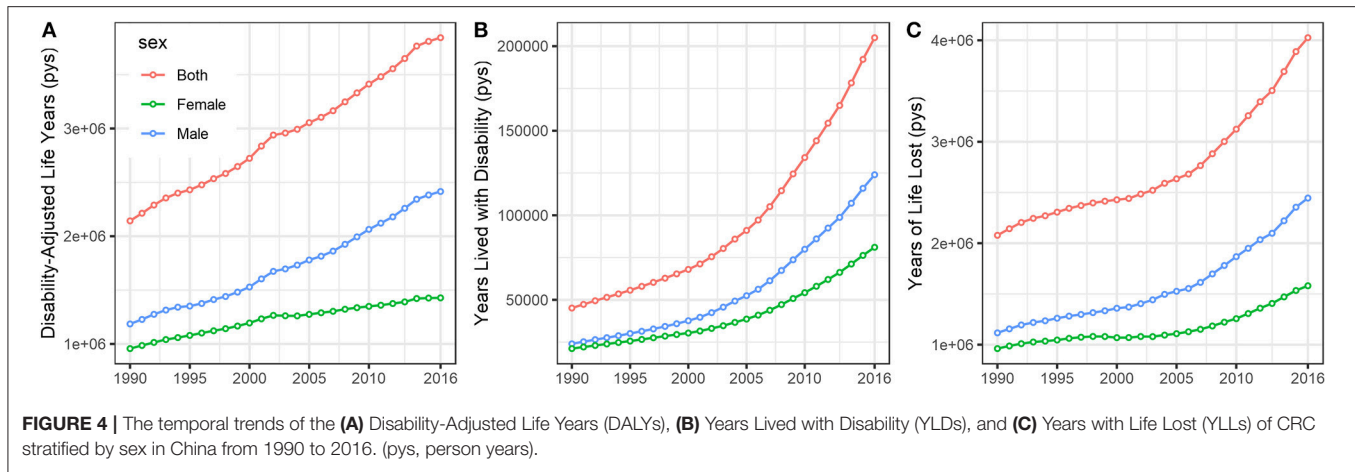 A
Disability-Adjusted Life Years (pys)
3e+06
2e+06
1e+06
sex
Both
Female
Male
1990
1995
2000
2005
2010
2016
B
Years Lived with Disability (pys)
200000
150000
100000
50000
1990
1995
2000
2005
2010
2016
C
Years of Life Lost (pys)
4e+06
3e+06
2e+06
1e+06
1990
1995
2000
2005
2010
2016
FIGURE 4 | The temporal trends of the (A) Disability-Adjusted Life Years (DALYs), (B) Years Lived with Disability (YLDs), and (C) Years with Life Lost (YLLs) of CRC
stratified by sex in China from 1990 to 2016. (pys, person years).